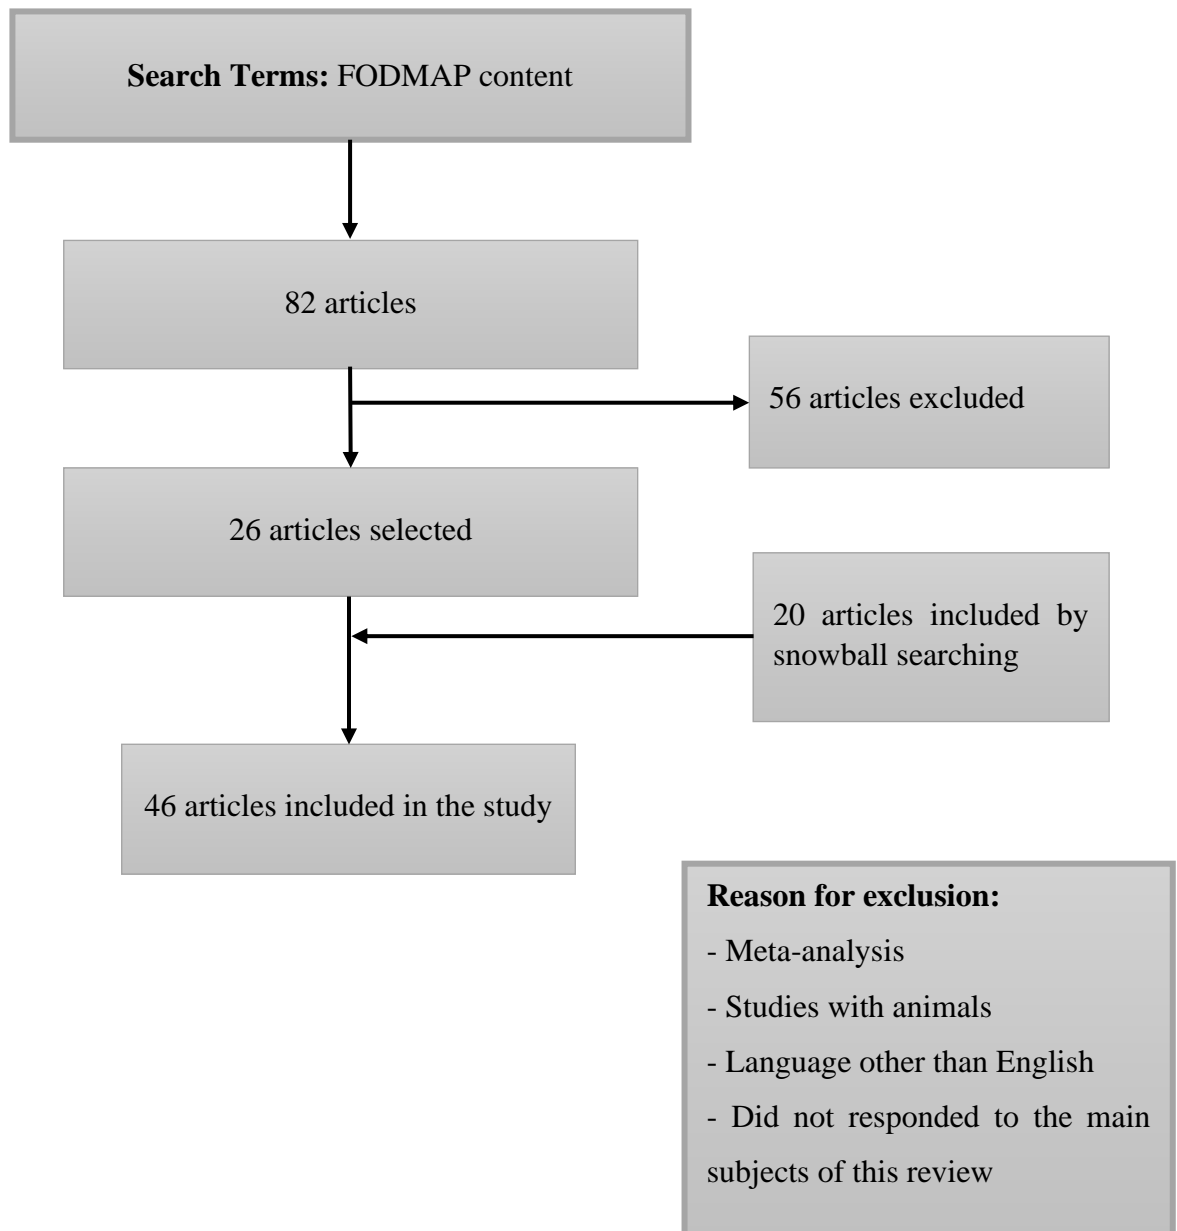 Search Terms: FODMAP content
82 articles
56 articles excluded
26 articles selected
20 articles included by
snowball searching
46 articles included in the study
Reason for exclusion:
- Meta-analysis
- Studies with animals
- Language other than English
- Did not responded to the main
subjects of this review